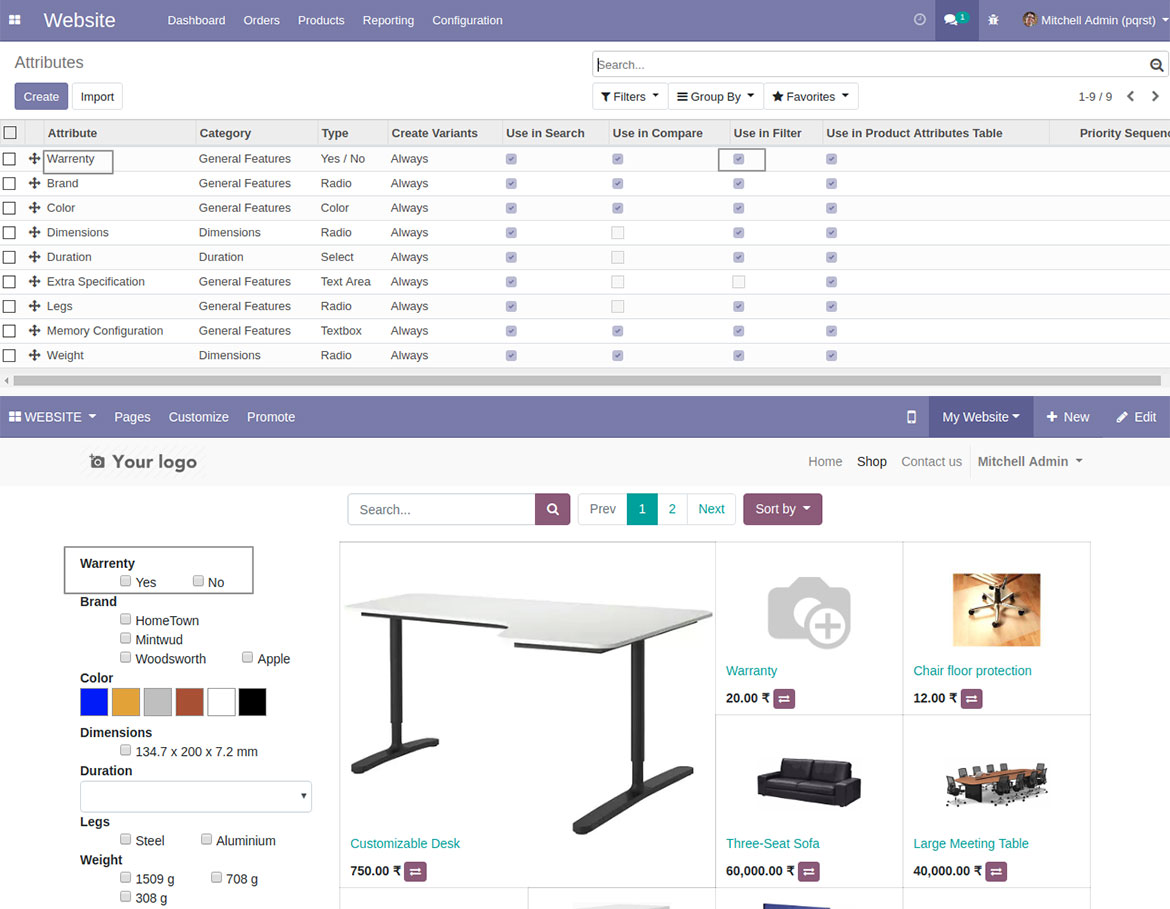 Website Dashboard Orders Products Reporting Configuration 1 Mitchell Admin (pqrst)
Attributes
Search...
Create Import Filters Group By Favorites 1-9 / 9
Attribute Category Type Create Variants Use in Search Use in Compare Use in Filter Use in Product Attributes Table Priority Sequenc
Warrenty General Features Yes / No Always
Brand General Features Radio Always
Color General Features Color Always
Dimensions Dimensions Radio Always
Duration Duration Select Always
Extra Specification General Features Text Area Always
Legs General Features Radio Always
Memory Configuration General Features Textbox Always
Weight Dimensions Radio Always
WEBSITE Pages Customize Promote My Website New Edit
Your logo Home Shop Contact us Mitchell Admin
Search... Prev 1 2 Next Sort by
Warrenty
Yes No
Brand
HomeTown
Mintwud
Woodsworth Apple
Color
Dimensions
134.7 x 200 x 7.2 mm
Duration
Legs
Steel Aluminium
Weight
1509 g 708 g
308 g
Customizable Desk
750.00 ₹
Warranty
20.00 ₹
Chair floor protection
12.00 ₹
Three-Seat Sofa
60,000.00 ₹
Large Meeting Table
40,000.00 ₹